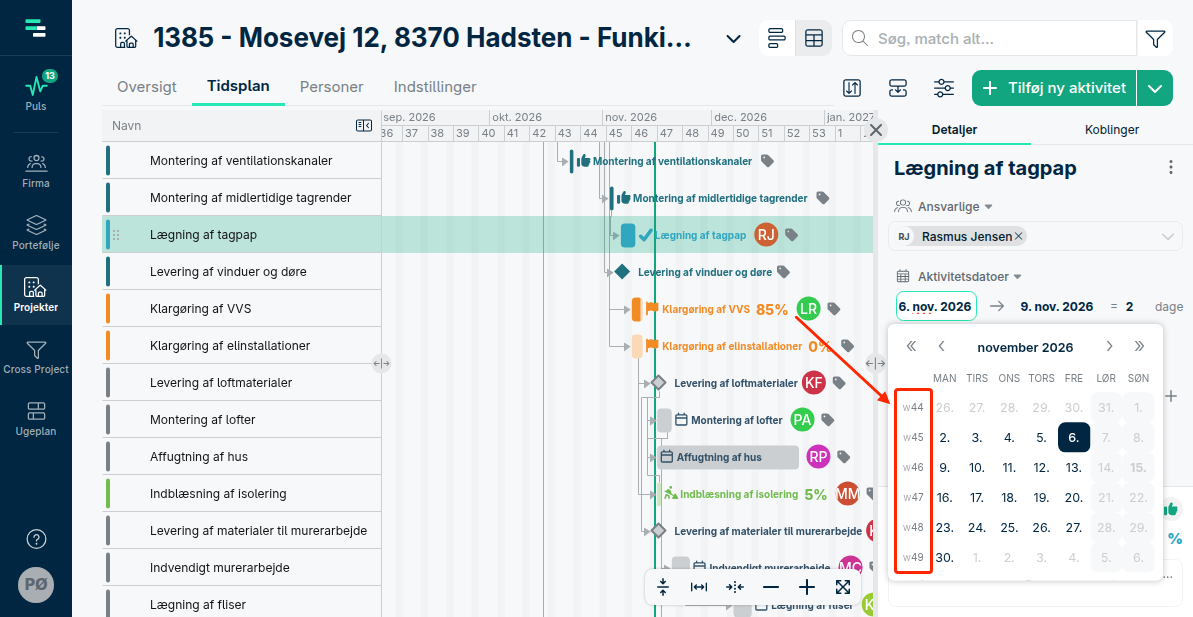 1385 - Mosevej 12, 8370 Hadsten - Funki...
Søg, match alt...
13
Puls
Firma
Portefølje
Projekter
Cross Project
Ugeplan
PØ
Oversigt
Tidsplan
Personer
Indstillinger
Tilføj ny aktivitet
Navn
sep. 2026
okt. 2026
nov. 2026
dec. 2026
jan. 202
36 37 38 39 40 41 42 43 44 45 46 47 48 49 50 51 52 53 1
Montering af ventilationskanaler
Montering af ventilationskanaler
Montering af midlertidige tagrender
Montering af midlertidige tagrender
Lægning af tagpap
Lægning af tagpap RJ
Levering af vinduer og døre
Levering af vinduer og døre
Klargøring af VVS
Klargøring af VVS 85% LR
Klargøring af elinstallationer
Klargøring af elinstallationer 0%
Levering af loftmaterialer
Levering af loftmaterialer KF
Montering af lofter
Montering af lofter PA
Affugtning af hus
Affugtning af hus RP
Indblæsning af isolering
Indblæsning af isolering 5% MM
Levering af materialer til murerarbejde
Levering af materialer til murerarbejde
Indvendigt murerarbejde
Indvendigt murerarbejde MC
Lægning af fliser
Lægning af fliser
Detaljer
Koblinger
Lægning af tagpap
Ansvarlige
RJ Rasmus Jensen
Aktivitetsdatoer
6. nov. 2026 → 9. nov. 2026 = 2 dage
november 2026
MAN TIRS ONS TORS FRE LØR SØN
w44 26. 27. 28. 29. 30. 31. 1.
w45 2. 3. 4. 5. 6. 7. 8.
w46 9. 10. 11. 12. 13. 14. 15.
w47 16. 17. 18. 19. 20. 21. 22.
w48 23. 24. 25. 26. 27. 28. 29.
w49 30. 1. 2. 3. 4. 5. 6.
%